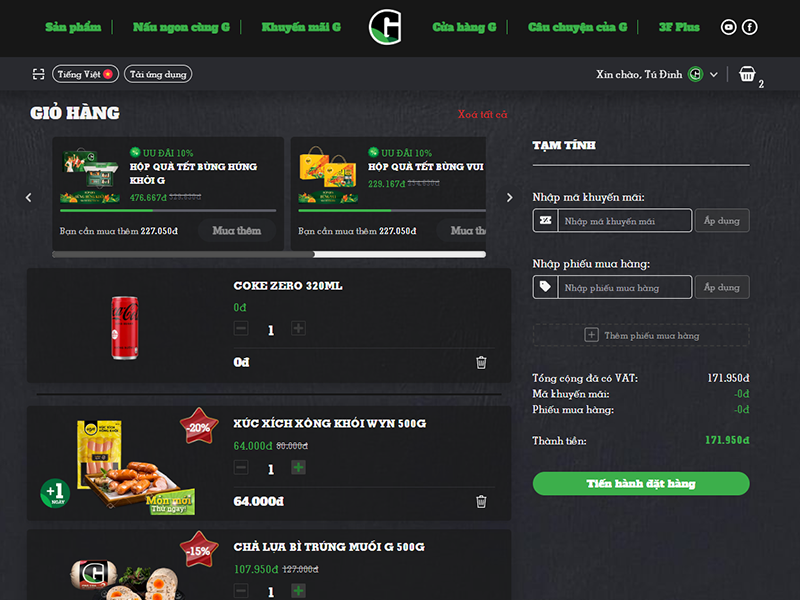 Sản phẩm
Nấu ngon cùng G
Khuyến mãi G
G
Cửa hàng G
Câu chuyện của G
3F Plus
Tiếng Việt
Tải ứng dụng
Xin chào, Tú Đinh
2
GIỎ HÀNG
Xoá tất cả
ƯU ĐÃI 10%
HỘP QUÀ TẾT BỪNG HỨNG
KHỞI G
476.667đ
Bạn cần mua thêm 227.050đ
Mua thêm
ƯU ĐÃI 10%
HỘP QUÀ TẾT BỪNG VUI
229.167đ
Bạn cần mua thêm 227.050đ
Mua th
COKE ZERO 320ML
0đ
1
0đ
-20%
XÚC XÍCH XÔNG KHÓI WYN 500G
64.000đ 80.000đ
1
64.000đ
+1
NGAY
Món mới
Thử ngay!
-15%
CHẢ LỤA BÌ TRỨNG MUỐI G 500G
107.950đ 127.000đ
1
TẠM TÍNH
Nhập mã khuyến mãi:
Nhập mã khuyến mãi
Áp dụng
Nhập phiếu mua hàng:
Nhập phiếu mua hàng
Áp dụng
Thêm phiếu mua hàng
Tổng cộng đã có VAT: 171.950đ
Mã khuyến mãi: -0đ
Phiếu mua hàng: -0đ
Thành tiền: 171.950đ
Tiến hành đặt hàng